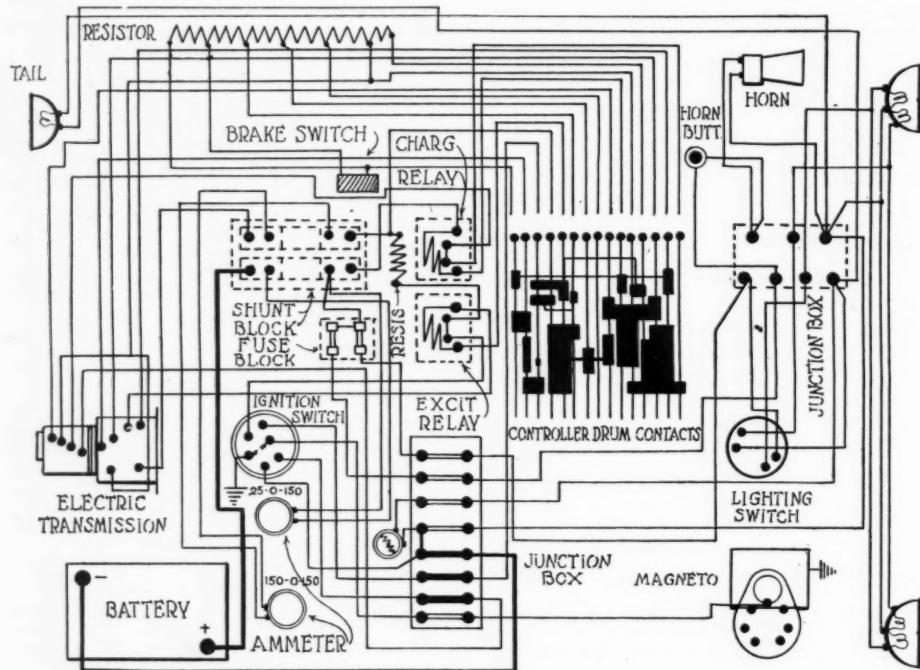 RESISTOR
TAIL
BRAKE SWITCH
CHARG
RELAY
HORN
HORN
BUTT.
SHUNT
BLOCK
FUSE
BLOCK
RESIS
JUNCTION BOX
IGNITION
SWITCH
EXCIT
RELAY
CONTROLLER DRUM CONTACTS
25-0-150
ELECTRIC
TRANSMISSION
LIGHTING
SWITCH
JUNCTION
BOX
MAGNETO
150-0-150
BATTERY
-
+
AMMETER